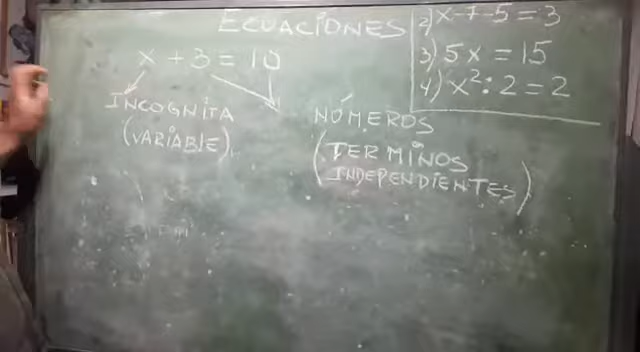 ECUACIONES
x + 3 = 10
INCOGNITA
(VARIABLE)
NÚMEROS
(TERMINOS
INDEPENDIENTES)
2) x-7-5=3
3) 5x = 15
4) x²:2=2